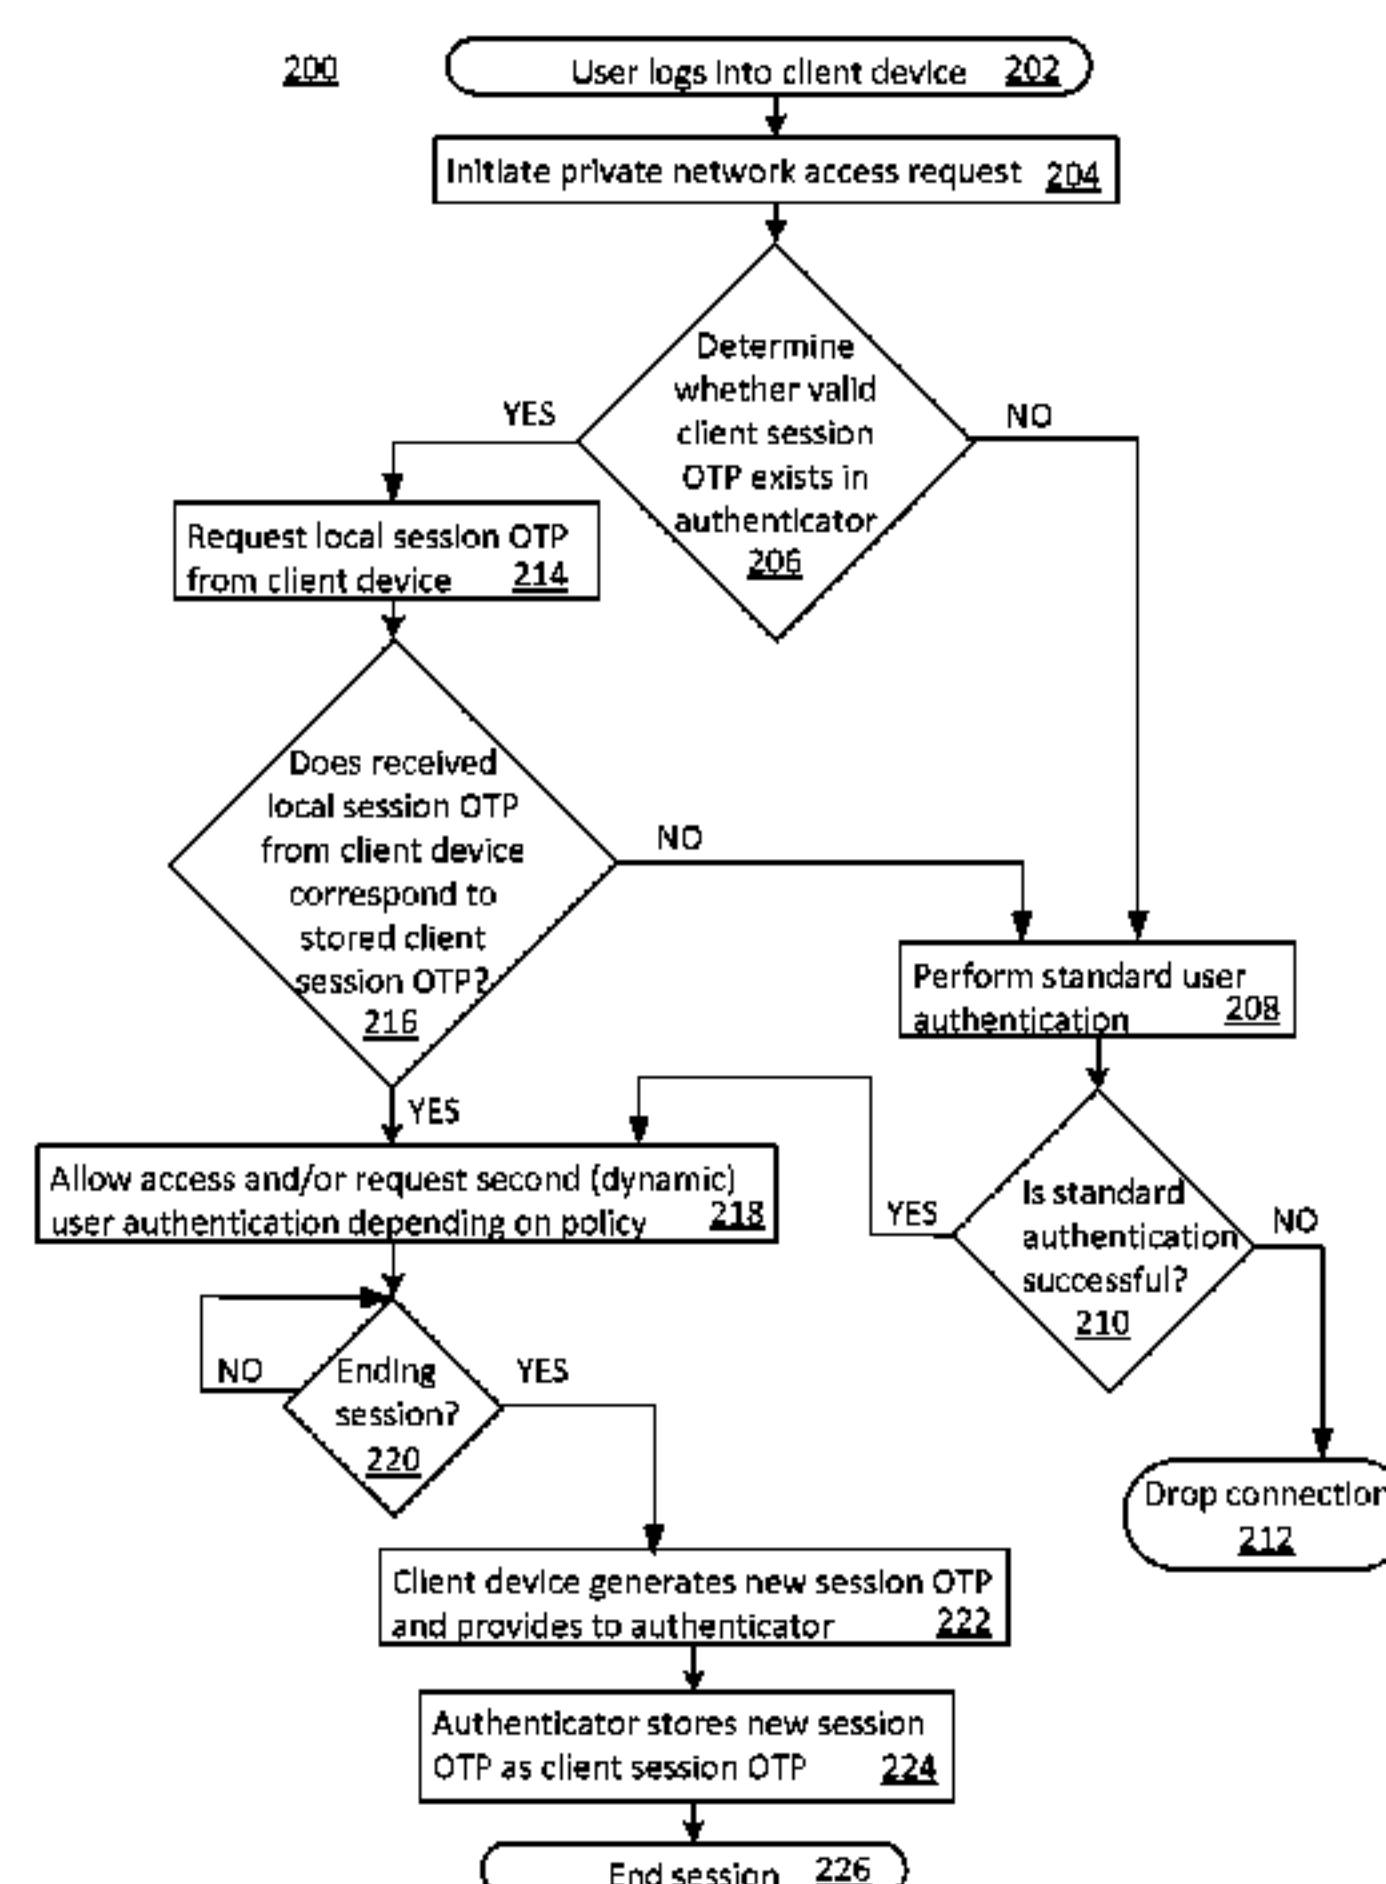 200
User logs into client device 202
Initiate private network access request 204
Determine
whether valid
client session
OTP exists in
authenticator
206
YES
NO
Request local session OTP
from client device 214
Does received
local session OTP
from client device
correspond to
stored client
session OTP?
216
NO
YES
Perform standard user
authentication 208
Allow access and/or request second (dynamic)
user authentication depending on policy 218
Is standard
authentication
successful?
210
YES
NO
Ending
session?
220
NO
YES
Drop connection
212
Client device generates new session OTP
and provides to authenticator 222
Authenticator stores new session
OTP as client session OTP 224
End session 226